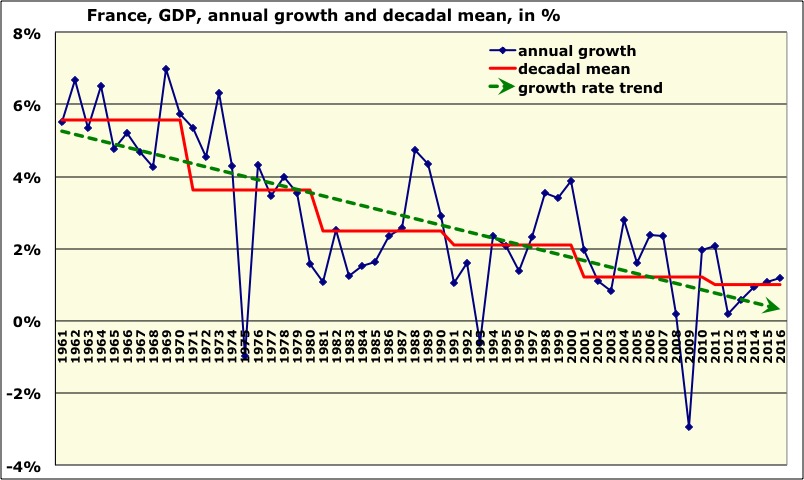 France, GDP, annual growth and decadal mean, in %
8%
annual growth
decadal mean
growth rate trend
6%
4%
2%
0%
1961 1962 1963 1964 1965 1966 1967 1968 1969 1970 1971 1972 1973 1974 1975 1976 1977 1978 1979 1980 1981 1982 1983 1984 1985 1986 1987 1988 1989 1990 1991 1992 1993 1994 1995 1996 1997 1998 1999 2000 2001 2002 2003 2004 2005 2006 2007 2008 2009 2010 2011 2012 2013 2014 2015 2016
-2%
-4%